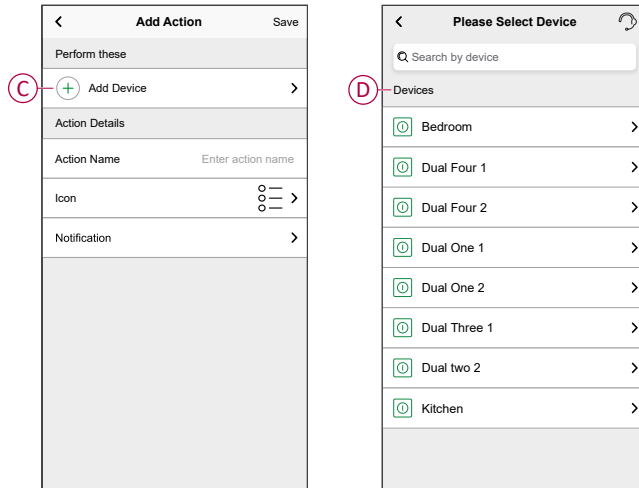 Add Action Save
Perform these
C
Add Device
Action Details
Action Name Enter action name
Icon
Notification
Please Select Device
Search by device
D
Devices
Bedroom
Dual Four 1
Dual Four 2
Dual One 1
Dual One 2
Dual Three 1
Dual two 2
Kitchen